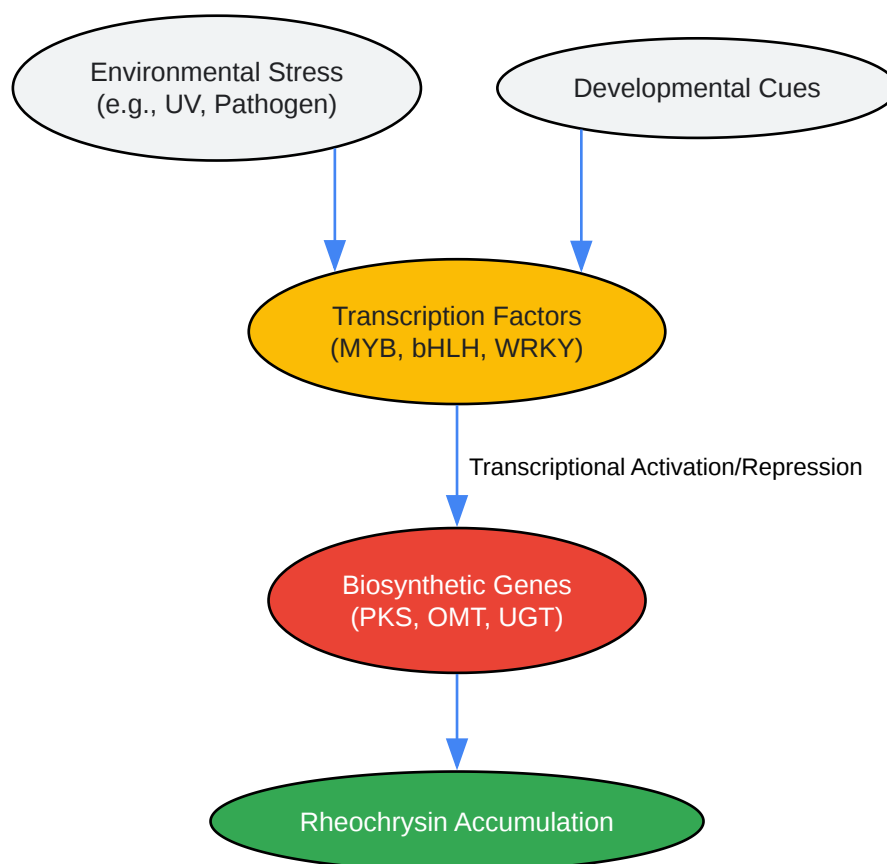 Environmental Stress
(e.g., UV, Pathogen)
Developmental Cues
Transcription Factors
(MYB, bHLH, WRKY)
Transcriptional Activation/Repression
Biosynthetic Genes
(PKS, OMT, UGT)
Rheochrysin Accumulation